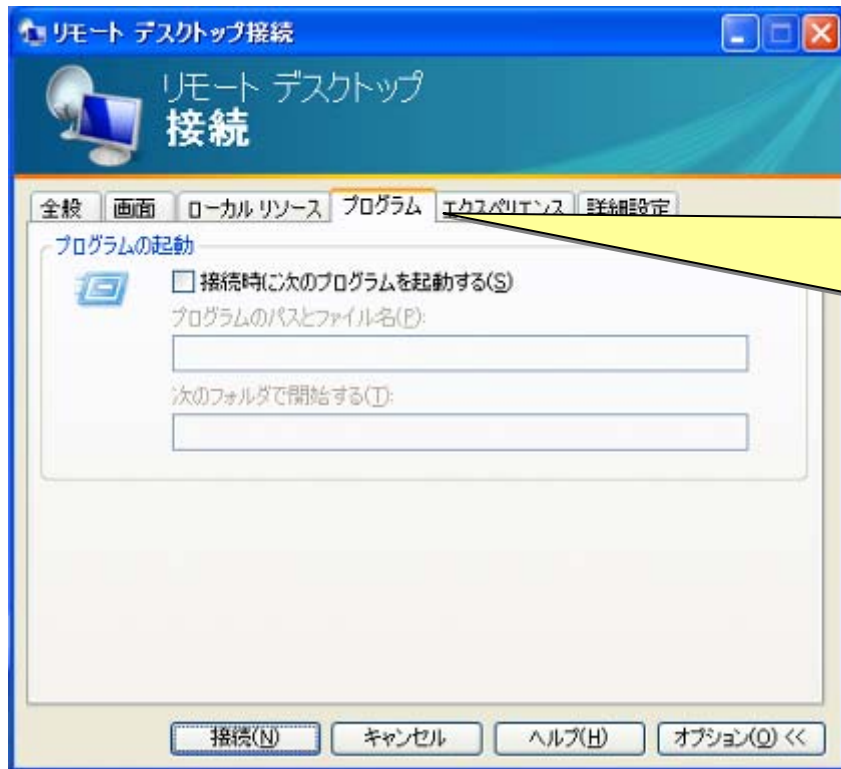 リモート デスクトップ接続
リモート デスクトップ
接続
全般 画面 ローカル リソース プログラム エクスペリエンス 詳細設定
プログラムの起動
接続時に次のプログラムを起動する(S)
プログラムのパスとファイル名(P):
次のフォルダで開始する(T):
接続(N) キャンセル ヘルプ(H) オプション(O) <<